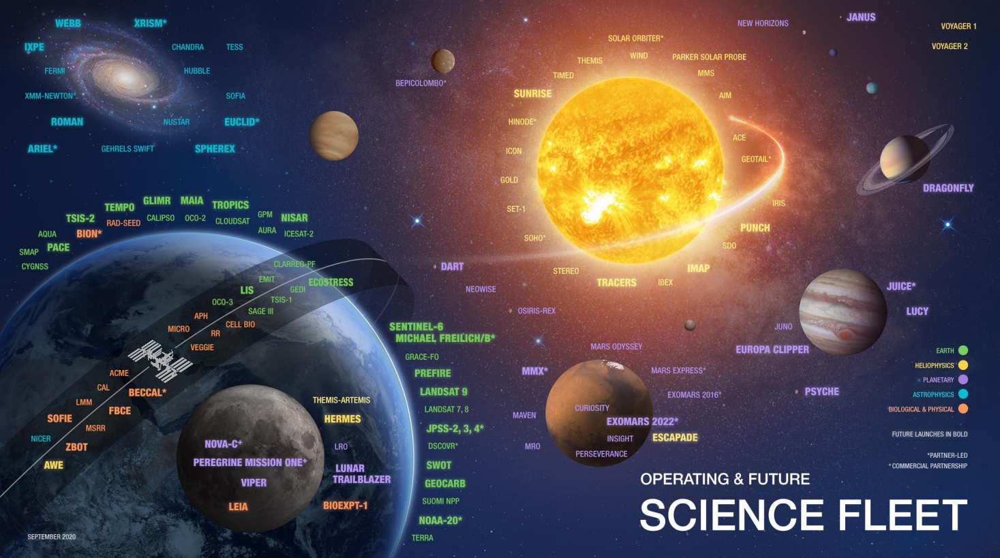 WEBB
XRISM*
IXPE
CHANDRA
TESS
FERMI
HUBBLE
XMM-NEWTON*
SOFIA
ROMAN
NUSTAR
EUCLID*
ARIEL*
GEHRELS SWIFT
SPHEREX
BEPICOLOMBO*
SOLAR ORBITER*
NEW HORIZONS
JANUS
VOYAGER 1
VOYAGER 2
THEMIS
WIND
PARKER SOLAR PROBE
TIMED
MMS
SUNRISE
AIM
HINODE*
ACE
ICON
GEOTAIL*
GOLD
SET-1
IRIS
SOHO*
PUNCH
SDO
STEREO
IMAP
TRACERS
IBEX
DRAGONFLY
GLIMR
MAIA
TROPICS
TEMPO
TSIS-2
RAD-SEED
CALIPSO
OCO-2
CLOUDSAT
GPM
NISAR
AQUA
BION*
AURA
ICESAT-2
SMAP
PACE
CYGNSS
CLARREO-PF
EMIT
ECOSTRESS
LIS
GEDI
OCO-3
TSIS-1
SAGE III
APH
MICRO
RR
CELL BIO
VEGGIE
ACME
CAL
BECCAL*
LMM
FBCE
SOFIE
MSRR
NICER
ZBOT
AWE
DART
NEOWISE
OSIRIS-REX
SENTINEL-6
MICHAEL FREILICH/B*
GRACE-FO
PREFIRE
LANDSAT 9
LANDSAT 7, 8
JPSS-2, 3, 4*
DSCOVR*
SWOT
GEOCARB
SUOMI NPP
NOAA-20*
TERRA
THEMIS-ARTEMIS
HERMES
NOVA-C+
LRO
PEREGRINE MISSION ONE+
LUNAR
TRAILBLAZER
VIPER
LEIA
BIOEXPT-1
MARS ODYSSEY
MMX*
MARS EXPRESS*
EXOMARS 2016*
CURIOSITY
MAVEN
EXOMARS 2022*
INSIGHT
ESCAPADE
MRO
PERSEVERANCE
JUICE*
LUCY
JUNO
EUROPA CLIPPER
PSYCHE
EARTH
HELIOPHYSICS
PLANETARY
ASTROPHYSICS
BIOLOGICAL & PHYSICAL
FUTURE LAUNCHES IN BOLD
*PARTNER-LED
+COMMERCIAL PARTNERSHIP
OPERATING & FUTURE
SCIENCE FLEET
SEPTEMBER 2020